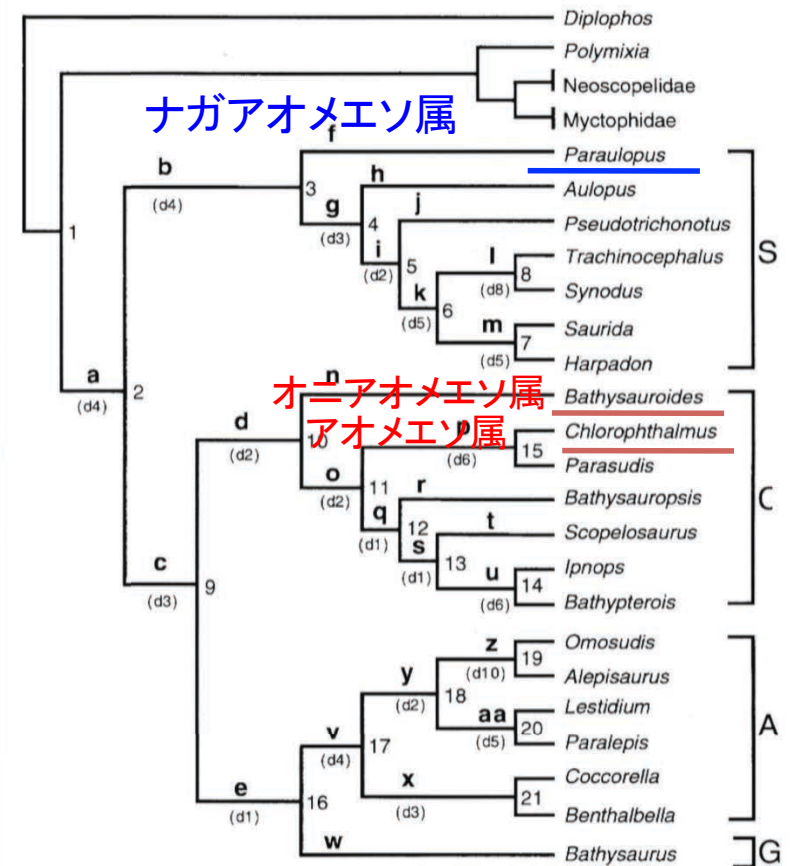 Diplophos
Polymixia
Neoscopelidae
ナガアオメエソ属
Myctophidae
f
Paraulopus
b
h
3
Aulopus
(d4)
g
j
4
Pseudotrichonotus
1
(d3)
i
l
Trachinocephalus
S
(d2)
5
8
k
(d8)
Synodus
6
(d5)
m
Saurida
7
(d5)
Harpadon
a
n
2
オニアオメエソ属
Bathysauroides
(d4)
d
アオメエソ属
p
Chlorophthalmus
10
15
(d2)
(d6)
Parasudis
o
11
r
Bathysauropsis
C
(d2)
q
12
t
Scopelosaurus
(d1)
s
c
13
Ipnops
9
(d1)
u
14
(d3)
(d6)
Bathypterois
z
Omosudis
19
y
(d10)
Alepisaurus
18
(d2)
aa
Lestidium
v
20
A
17
(d5)
Paralepis
(d4)
x
Coccorella
e
21
16
(d3)
Benthalbella
(d1)
w
Bathysaurus
G